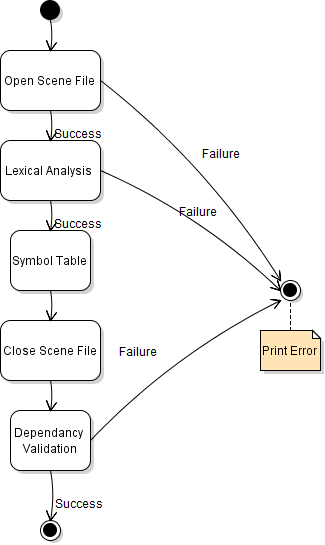 Open Scene File
Success
Failure
Lexical Analysis
Failure
Success
Symbol Table
Close Scene File
Failure
Print Error
Dependancy
Validation
Success